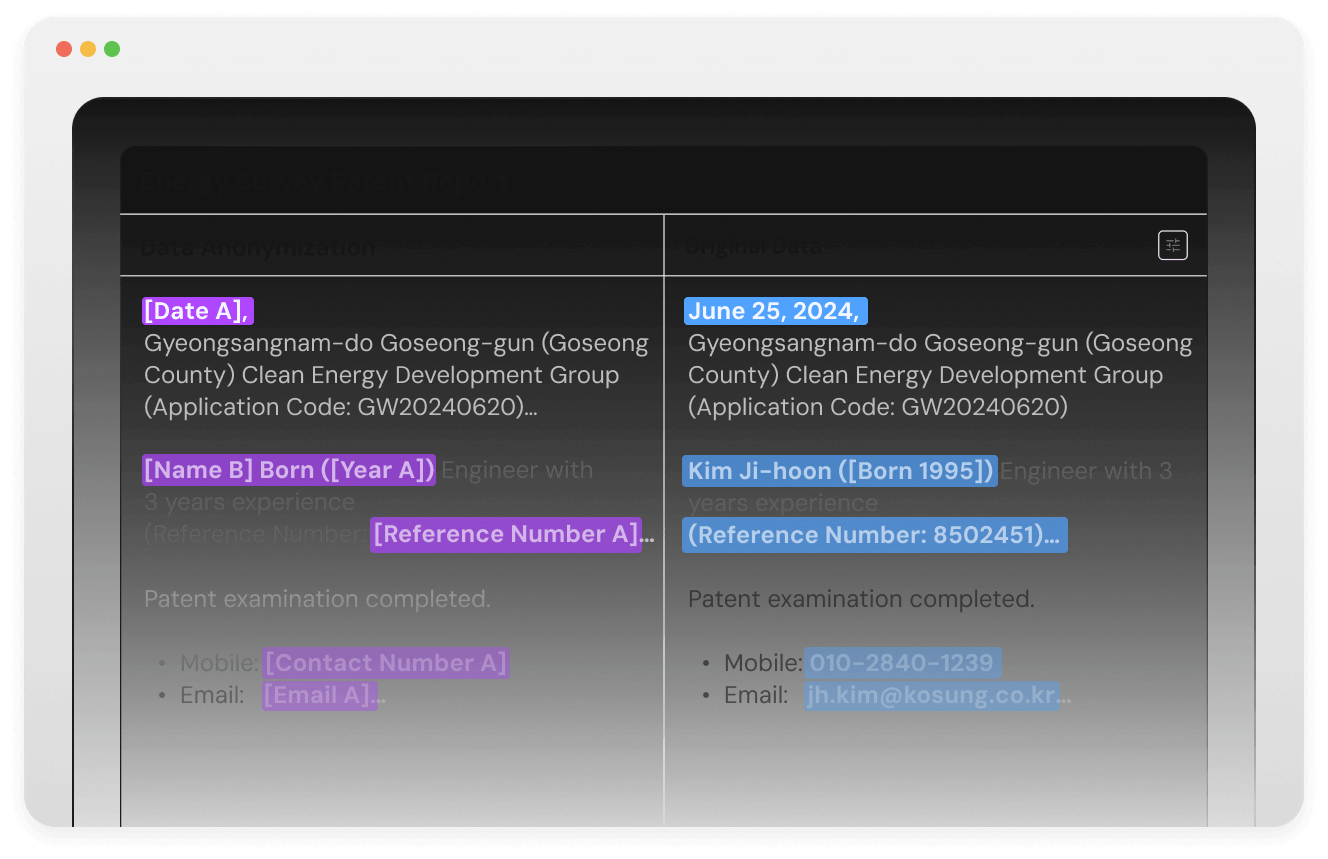 Energy Survey Patent Report
Data Anonymization
Original Data
[Date A],
Gyeongsangnam-do Goseong-gun (Goseong
County) Clean Energy Development Group
(Application Code: GW20240620)...
[Name B] Born ([Year A]) Engineer with
3 years experience
(Reference Number: [Reference Number A]...
Patent examination completed.
• Mobile: [Contact Number A]
• Email: [Email A]...
June 25, 2024,
Gyeongsangnam-do Goseong-gun (Goseong
County) Clean Energy Development Group
(Application Code: GW20240620)
Kim Ji-hoon ([Born 1995]) Engineer with 3
years experience
(Reference Number: 8502451)...
Patent examination completed.
• Mobile: 010-2840-1239
• Email: jh.kim@kosung.co.kr...